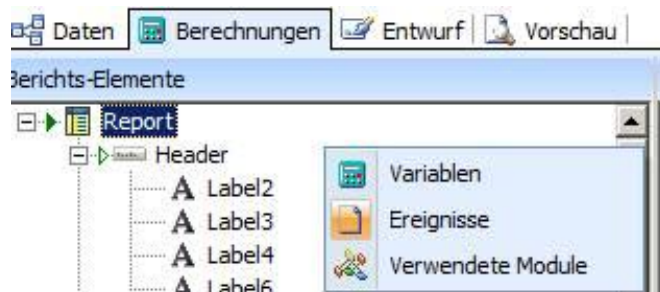 Daten Berechnungen Entwurf Vorschau
Berichts-Elemente
Report
Header
Label2
Label3
Label4
Label6
Variablen
Ereignisse
Verwendete Module